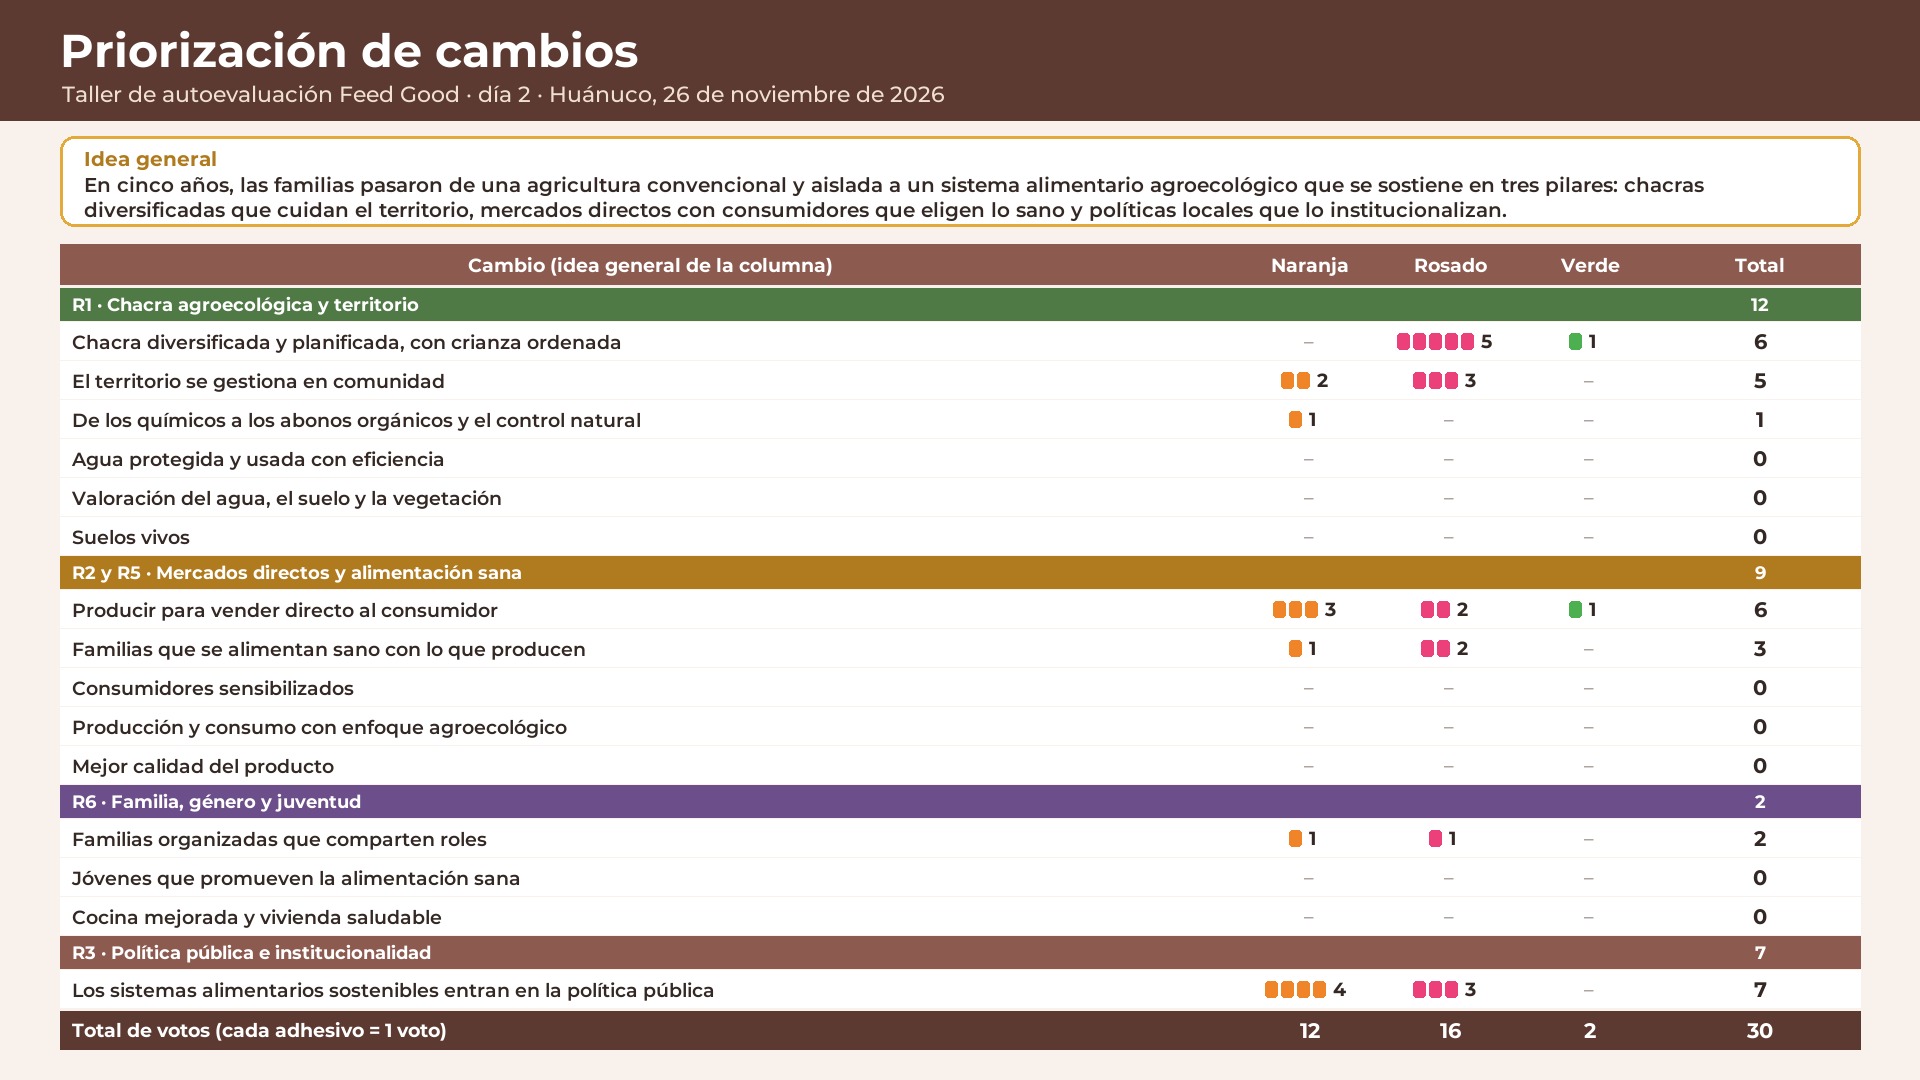 Priorización de cambios
Taller de autoevaluación Feed Good · día 2 · Huánuco, 26 de noviembre de 2026
Idea general
En cinco años, las familias pasaron de una agricultura convencional y aislada a un sistema alimentario agroecológico que se sostiene en tres pilares: chacras
diversificadas que cuidan el territorio, mercados directos con consumidores que eligen lo sano y políticas locales que lo institucionalizan.
Cambio (idea general de la columna) Naranja Rosado Verde Total
R1 · Chacra agroecológica y territorio 12
Chacra diversificada y planificada, con crianza ordenada – 5 1 6
El territorio se gestiona en comunidad 2 3 – 5
De los químicos a los abonos orgánicos y el control natural 1 – – 1
Agua protegida y usada con eficiencia – – – 0
Valoración del agua, el suelo y la vegetación – – – 0
Suelos vivos – – – 0
R2 y R5 · Mercados directos y alimentación sana 9
Producir para vender directo al consumidor 3 2 1 6
Familias que se alimentan sano con lo que producen 1 2 – 3
Consumidores sensibilizados – – – 0
Producción y consumo con enfoque agroecológico – – – 0
Mejor calidad del producto – – – 0
R6 · Familia, género y juventud 2
Familias organizadas que comparten roles 1 1 – 2
Jóvenes que promueven la alimentación sana – – – 0
Cocina mejorada y vivienda saludable – – – 0
R3 · Política pública e institucionalidad 7
Los sistemas alimentarios sostenibles entran en la política pública 4 3 – 7
Total de votos (cada adhesivo = 1 voto) 12 16 2 30